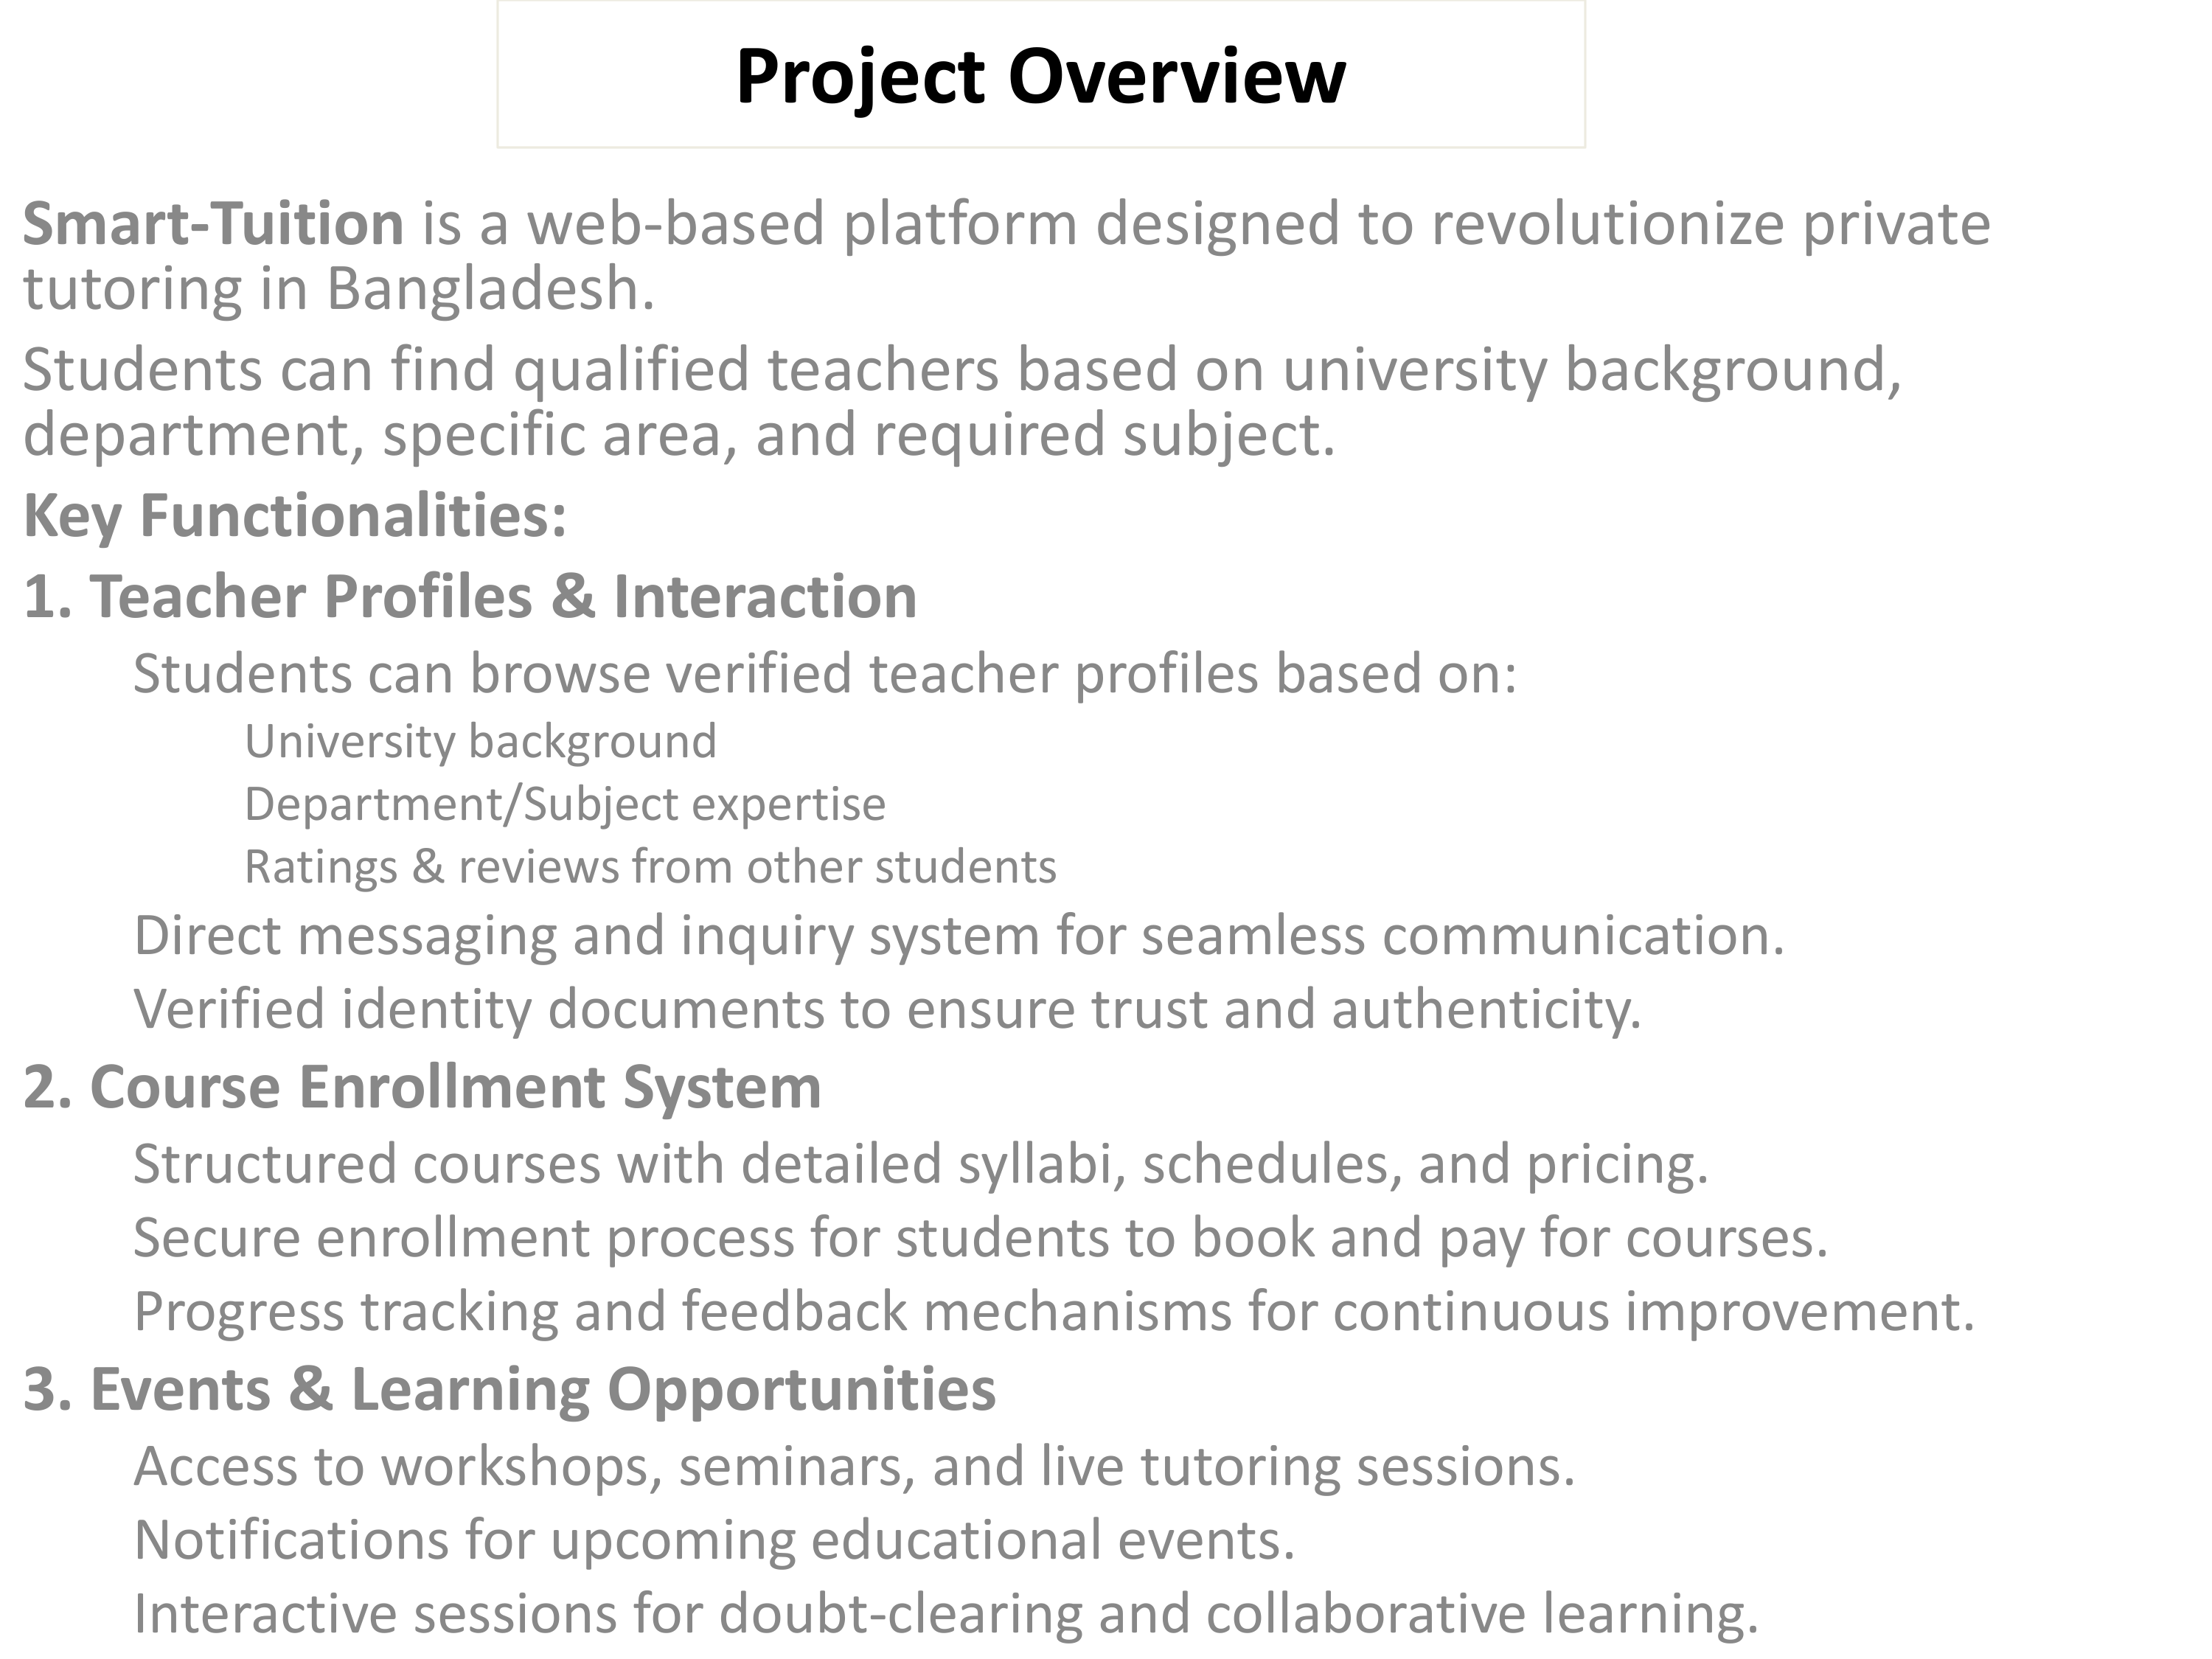 Project Overview
Smart-Tuition is a web-based platform designed to revolutionize private
tutoring in Bangladesh.
Students can find qualified teachers based on university background,
department, specific area, and required subject.
Key Functionalities:
1. Teacher Profiles & Interaction
Students can browse verified teacher profiles based on:
University background
Department/Subject expertise
Ratings & reviews from other students
Direct messaging and inquiry system for seamless communication.
Verified identity documents to ensure trust and authenticity.
2. Course Enrollment System
Structured courses with detailed syllabi, schedules, and pricing.
Secure enrollment process for students to book and pay for courses.
Progress tracking and feedback mechanisms for continuous improvement.
3. Events & Learning Opportunities
Access to workshops, seminars, and live tutoring sessions.
Notifications for upcoming educational events.
Interactive sessions for doubt-clearing and collaborative learning.